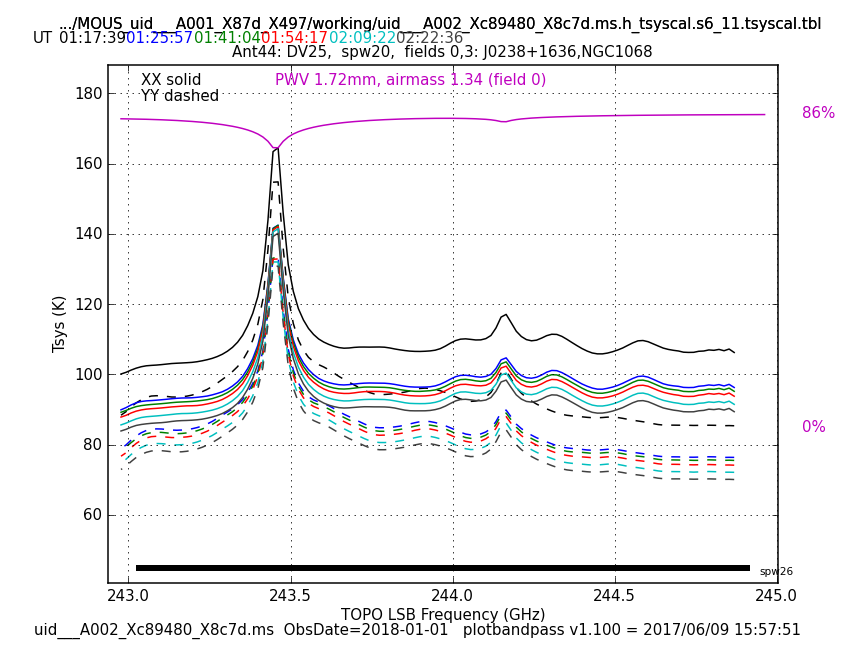 .../MOUS_uid___A001_X87d_X497/working/uid___A002_Xc89480_X8c7d.ms.h_tsyscal.s6_11.tsyscal.tbl
UT 01:17:39 01:25:57 01:41:04 01:54:17 02:09:22 02:22:36
Ant44: DV25, spw20, fields 0,3: J0238+1636,NGC1068
XX solid
PWV 1.72mm, airmass 1.34 (field 0)
YY dashed
86%
0%
180
160
140
120
100
80
60
Tsys (K)
spw26
243.0 243.5 244.0 244.5 245.0
TOPO LSB Frequency (GHz)
uid___A002_Xc89480_X8c7d.ms ObsDate=2018-01-01 plotbandpass v1.100 = 2017/06/09 15:57:51